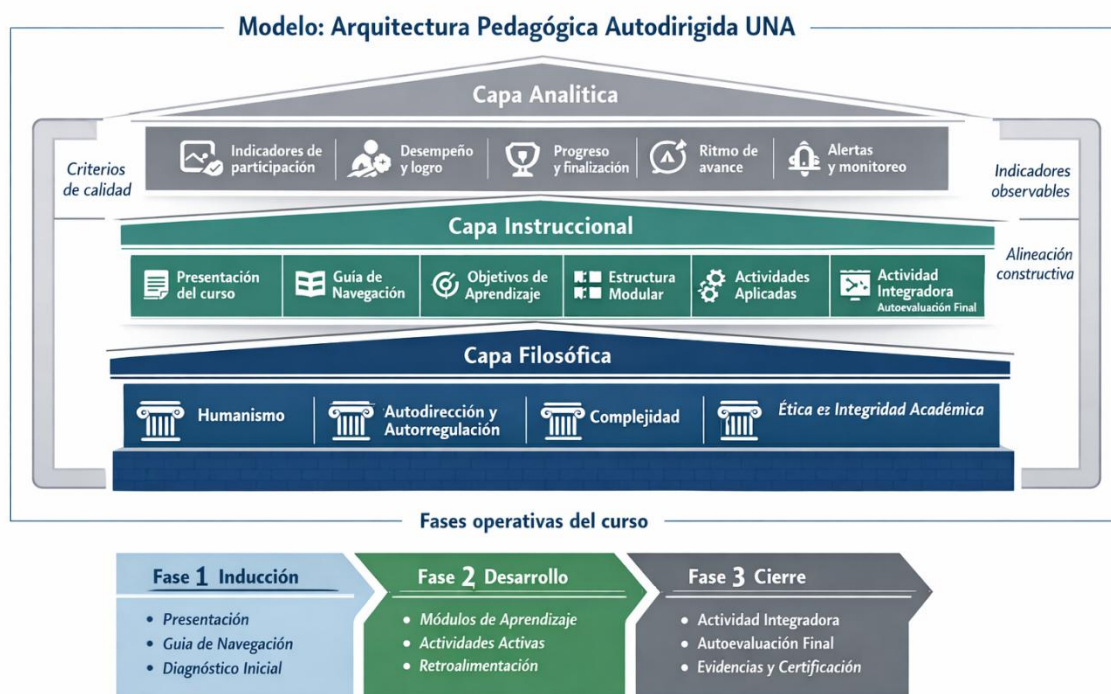 Modelo: Arquitectura Pedagógica Autodirigida UNA
Capa Analitica
Criterios
de calidad
Indicadores de
participación
Desempeño
y logro
Progreso
y finalización
Ritmo de
avance
Alertas
y monitoreo
Indicadores
observables
Capa Instruccional
Alineación
constructiva
Presentación
del curso
Guía de
Navegación
Objetivos de
Aprendizaje
Estructura
Modular
Actividades
Aplicadas
Actividad
Integradora
Autoevaluación Final
Capa Filosófica
Humanismo
Autodirección y
Autorregulación
Complejidad
Ética ez Integridad Académica
Fases operativas del curso
Fase 1 Inducción
• Presentación
• Guia de Navegación
• Diagnóstico Inicial
Fase 2 Desarrollo
• Módulos de Aprendizaje
• Actividades Activas
• Retroalimentación
Fase 3 Cierre
• Actividad Integradora
• Autoevaluación Final
• Evidencias y Certificación